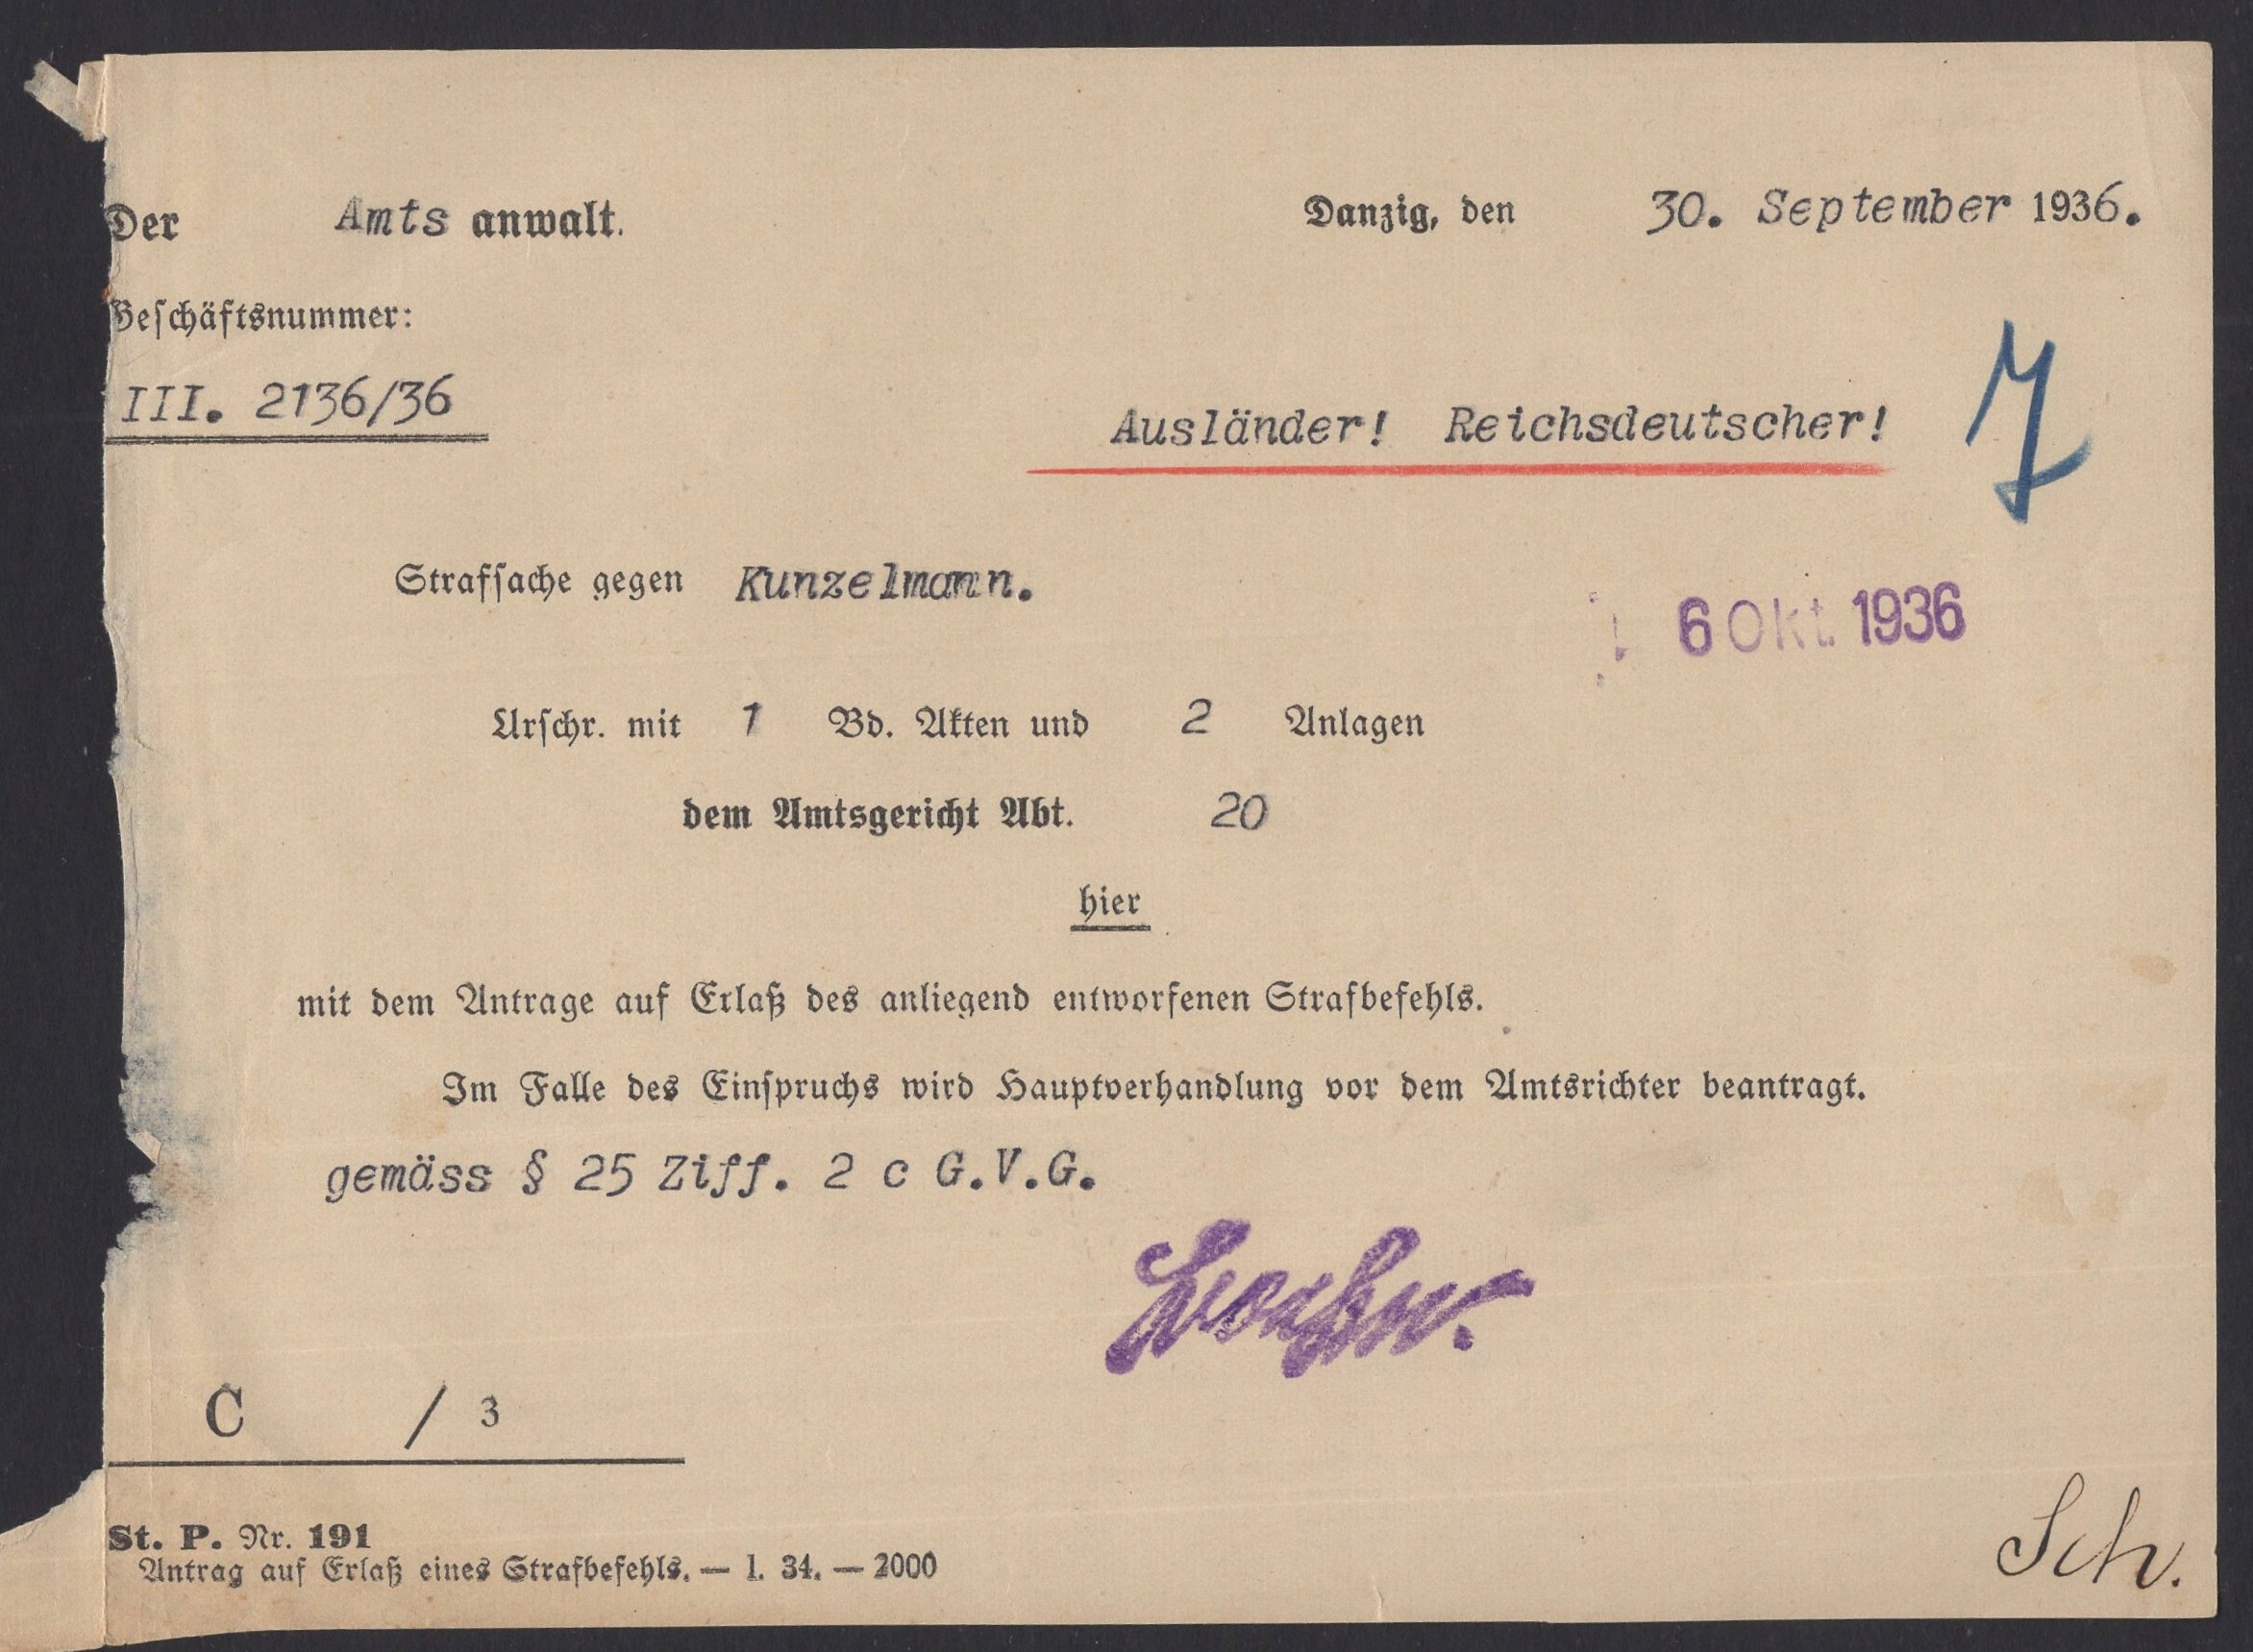 Der Amtsanwalt.
Danzig, den 30. September 1936.
Geschäftsnummer:
III. 2136/36
Ausländer! Reichsdeutscher!
7
Strafsache gegen Kunzelmann.
6 Okt. 1936
Urschr. mit 1 Bd. Akten und 2 Anlagen
dem Amtsgericht Abt. 20
hier
mit dem Antrage auf Erlaß des anliegend entworfenen Strafbefehls.
Im Falle des Einspruchs wird Hauptverhandlung vor dem Amtsrichter beantragt.
gemäss § 25 Ziff. 2 c G.V.G.
C / 3
St. P. Nr. 191
Antrag auf Erlaß eines Strafbefehls. — 1. 34. — 2000
Sch.